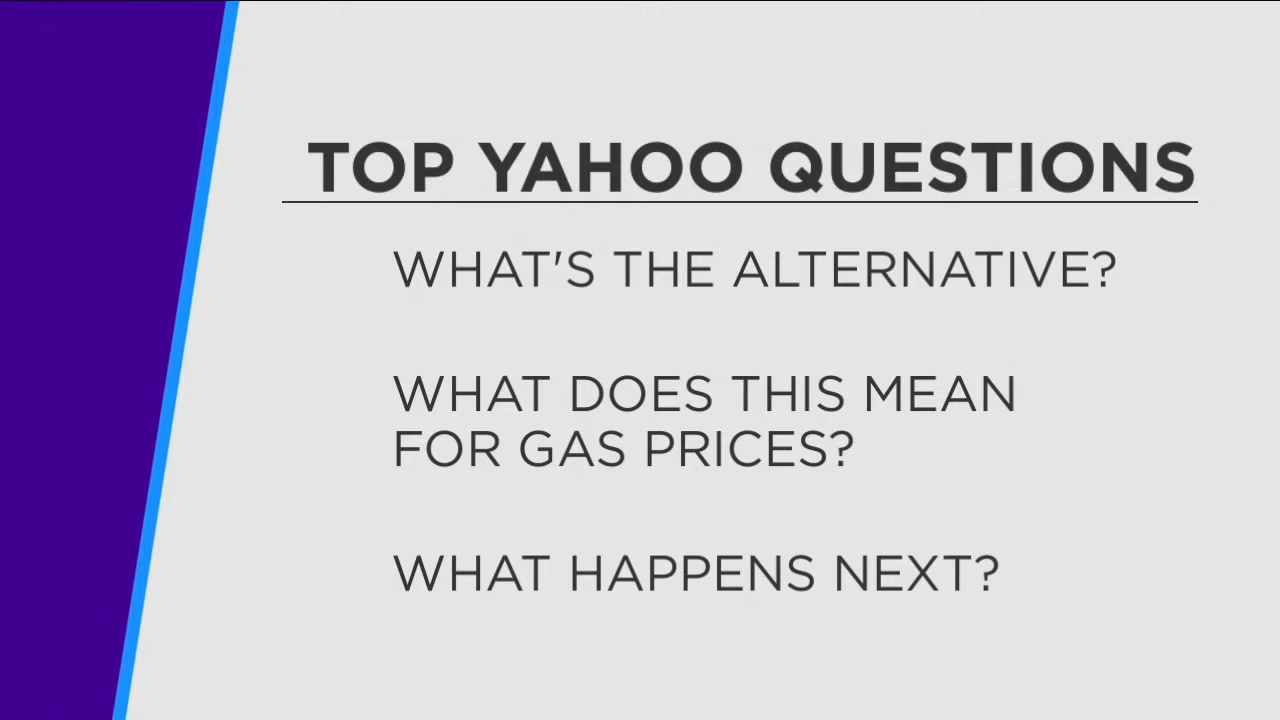 TOP YAHOO QUESTIONS
WHAT'S THE ALTERNATIVE?
WHAT DOES THIS MEAN
FOR GAS PRICES?
WHAT HAPPENS NEXT?